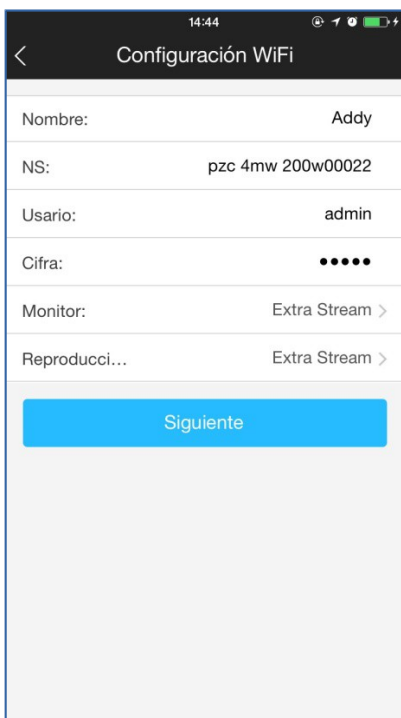 14:44
Configuración WiFi
Nombre: Addy
NS: pzc 4mw 200w00022
Usario: admin
Cifra: •••••
Monitor: Extra Stream >
Reproducci... Extra Stream >
Siguiente